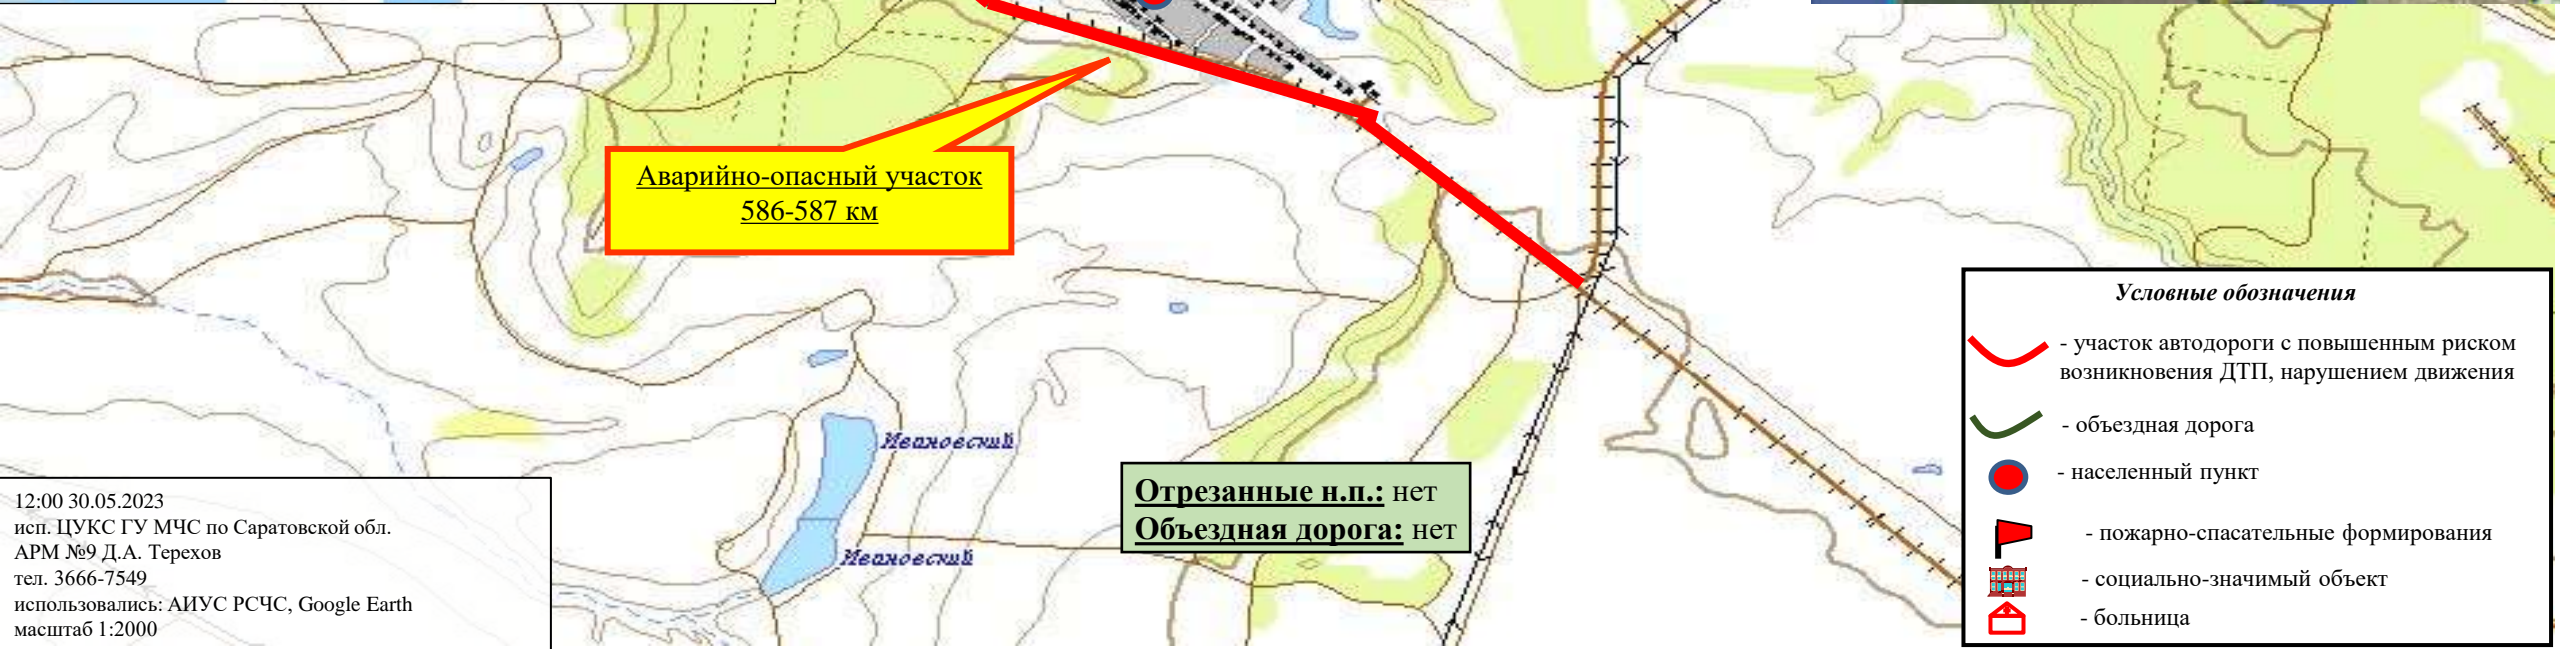 Аварийно-опасный участок
586-587 км
Ивановский
Ивановский
Отрезанные н.п.: нет
Объездная дорога: нет
12:00 30.05.2023
исп. ЦУКС ГУ МЧС по Саратовской обл.
АРМ №9 Д.А. Терехов
тел. 3666-7549
использовались: АИУС РСЧС, Google Earth
масштаб 1:2000
Условные обозначения
- участок автодороги с повышенным риском
возникновения ДТП, нарушением движения
- объездная дорога
- населенный пункт
- пожарно-спасательные формирования
- социально-значимый объект
- больница